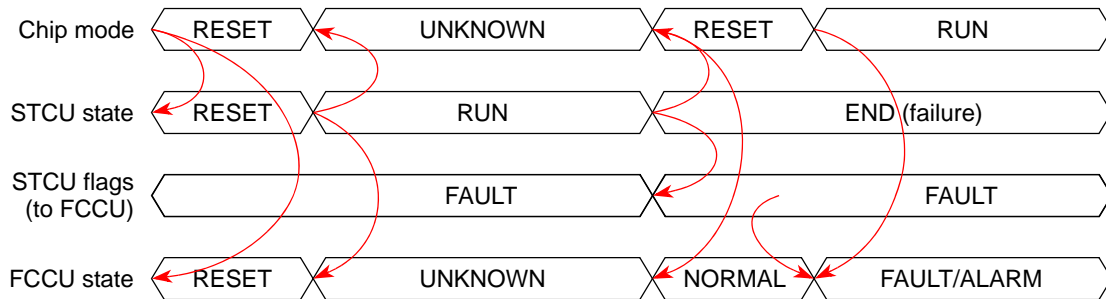 Chip mode RESET UNKNOWN RESET RUN
STCU state RESET RUN END (failure)
STCU flags
(to FCCU) FAULT FAULT
FCCU state RESET UNKNOWN NORMAL FAULT/ALARM